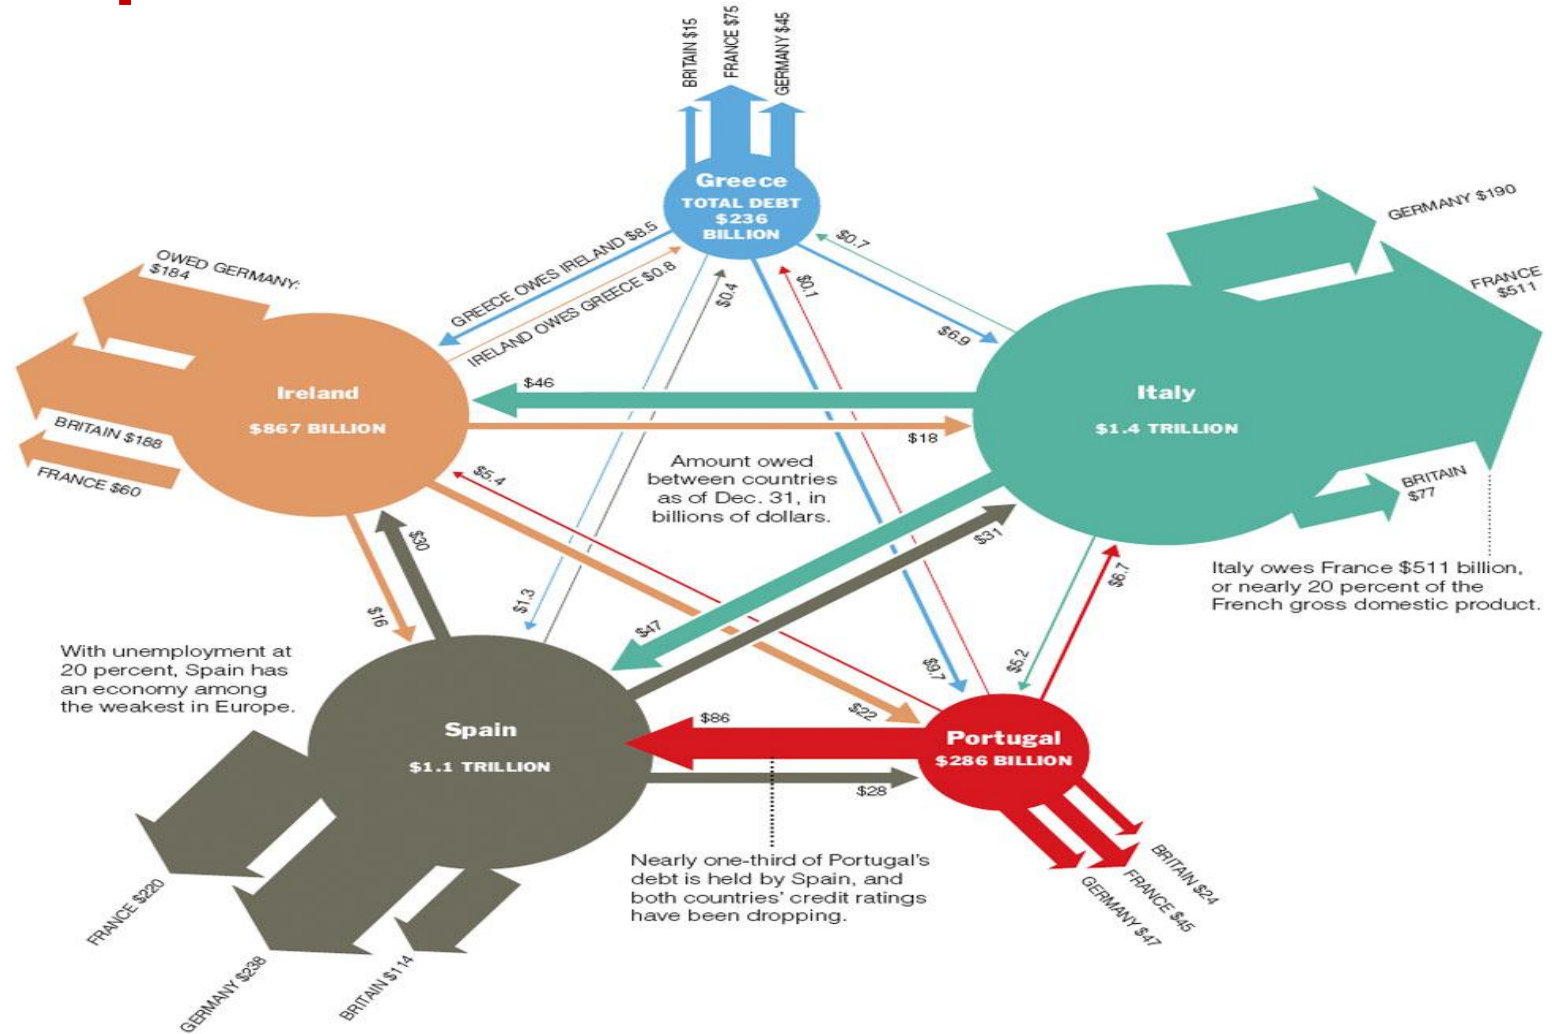 BRITAIN $15
FRANCE $75
GERMANY $45
Greece
TOTAL DEBT
$236
BILLION
GREECE OWES IRELAND $8.5
IRELAND OWES GREECE $0.8
$0.4
$0.1
$0.7
$6.9
OWED GERMANY:
$184
BRITAIN $188
FRANCE $60
Ireland
$867 BILLION
GERMANY $190
FRANCE
$511
BRITAIN
$77
Italy
$1.4 TRILLION
$46
$18
Amount owed
between countries
as of Dec. 31, in
billions of dollars.
$5.4
$30
$16
$1.3
$47
$31
$6.7
$5.2
$9.7
$22
Italy owes France $511 billion,
or nearly 20 percent of the
French gross domestic product.
With unemployment at
20 percent, Spain has
an economy among
the weakest in Europe.
Spain
$1.1 TRILLION
$86
$28
Portugal
$286 BILLION
Nearly one-third of Portugal's
debt is held by Spain, and
both countries' credit ratings
have been dropping.
FRANCE $220
GERMANY $238
BRITAIN $114
BRITAIN $24
FRANCE $45
GERMANY $47